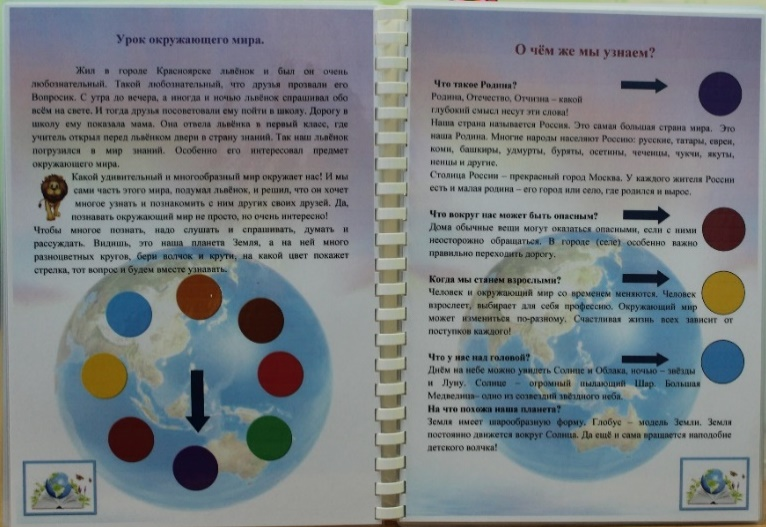 Урок окружающего мира.
Жил в городе Красноярске львёнок и был он очень
любознательный. Такой любознательный, что друзья прозвали его
Вопросик. С утра до вечера, а иногда и ночью львёнок спрашивал обо
всём на свете. И тогда друзья посоветовали ему пойти в школу. Дорогу в
школу ему показала мама. Она отвела львёнка в первый класс, где
учитель открыл перед львёнком двери в страну знаний. Так наш львёнок
погрузился в мир знаний. Особенно его интересовал предмет
окружающего мира.
Какой удивительный и многообразный мир окружает нас! И мы
сами часть этого мира, подумал львёнок, и решил, что он хочет
многое узнать и познакомить с ним других своих друзей. Да,
познавать окружающий мир не просто, но очень интересно!
Чтобы многое познать, надо слушать и спрашивать, думать и
рассуждать. Видишь, это наша планета Земля, а на ней много
разноцветных кругов, бери волчок и крути, на какой цвет покажет
стрелка, тот вопрос и будем вместе узнавать.
О чём же мы узнаем?
Что такое Родина?
Родина, Отечество, Отчизна – какой
глубокий смысл несут эти слова!
Наша страна называется Россия. Это самая большая страна мира. Это
наша Родина. Многие народы населяют Россию: русские, татары, евреи,
коми, башкиры, удмурты, буряты, осетины, чеченцы, чукчи, якуты,
ненцы и другие.
Столица России – прекрасный город Москва. У каждого жителя России
есть и малая родина – его город или село, где родился и вырос.
Что вокруг нас может быть опасным?
Дома обычные вещи могут оказаться опасными, если с ними
неосторожно обращаться. В городе (селе) особенно важно
правильно переходить дорогу.
Когда мы станем взрослыми?
Человек и окружающий мир со временем меняются. Человек
взрослеет, выбирает для себя профессию. Окружающий мир
может измениться по-разному. Счастливая жизнь всех зависит от
поступков каждого!
Что у нас над головой?
Днём на небе можно увидеть Солнце и Облака, ночью – звёзды
и Луну. Солнце – огромный пылающий Шар. Большая
Медведица– одно из созвездий звёздного неба.
На что похожа наша планета?
Земля имеет шарообразную форму. Глобус – модель Земли. Земля
постоянно движется вокруг Солнца. Да ещё и сама вращается наподобие
детского волчка!